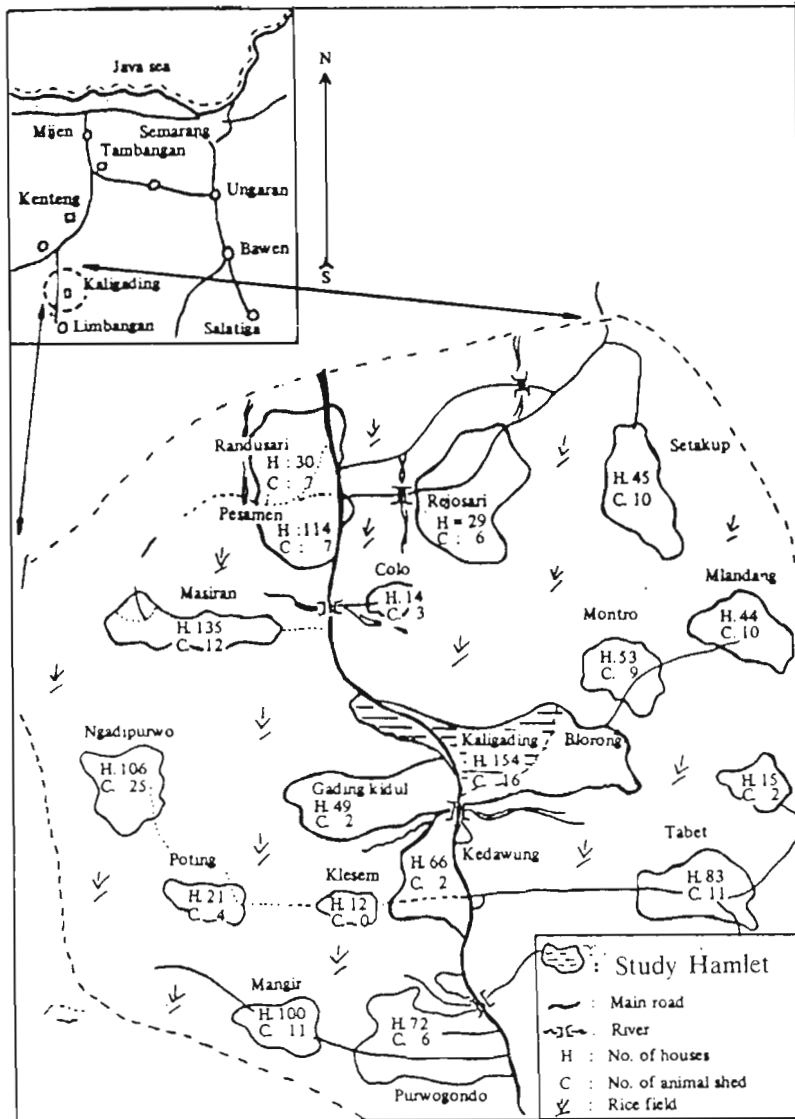 Java sea
N
Mijen
Semarang
Tambangan
Kenteng
Ungaran
Bawen
S
Kaligading
Limbangan
Salatiga
Randusari
H : 30
C : 7
Setakup
H. 45
C. 10
Pesamen
H :114
C : 7
Rejosari
H = 29
C : 6
Colo
H. 14
C. 3
Masiran
H. 135
C. 12
Mlandang
H. 44
C. 10
Montro
H. 53
C. 9
Ngadipurwo
H. 106
C. 25
Kaligading
H. 154
C. 16
Blorong
Gading kidul
H. 49
C. 2
H. 15
C. 2
Kedawung
H. 66
C. 2
Tabet
H. 83
C. 11
Poting
H. 21
C. 4
Klesem
H. 12
C. 0
Mangir
H. 100
C. 11
H. 72
C. 6
Purwogondo
: Study Hamlet
: Main road
: River
H : No. of houses
C : No. of animal shed
: Rice field